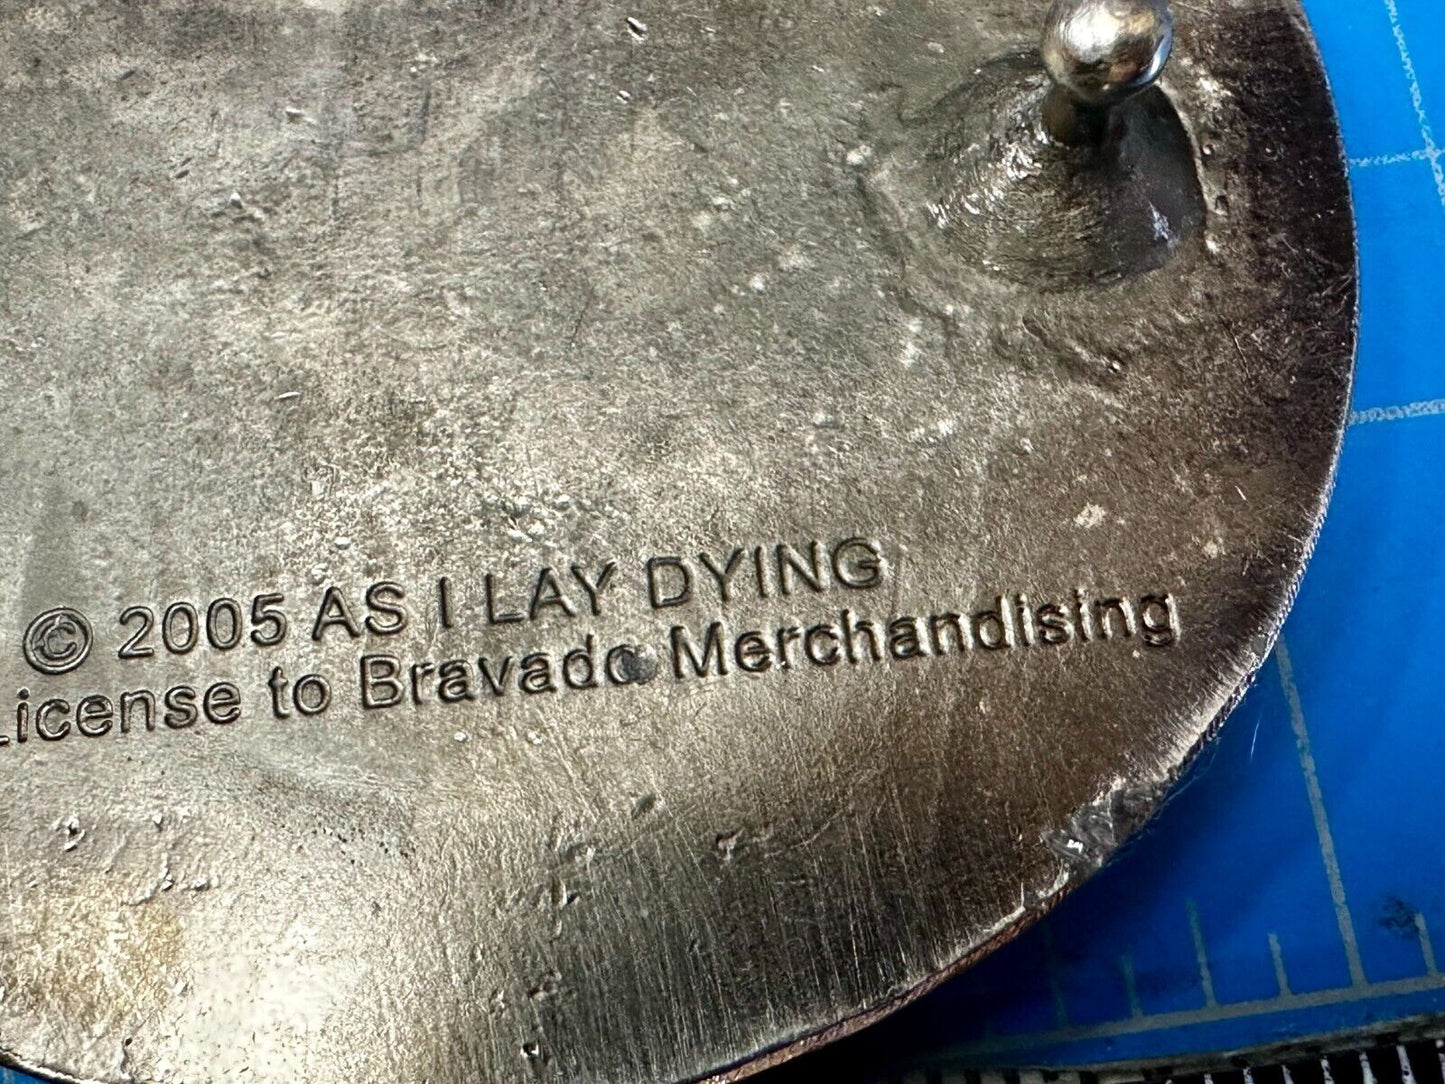 © 2005 AS I LAY DYING
License to Bravado Merchandising